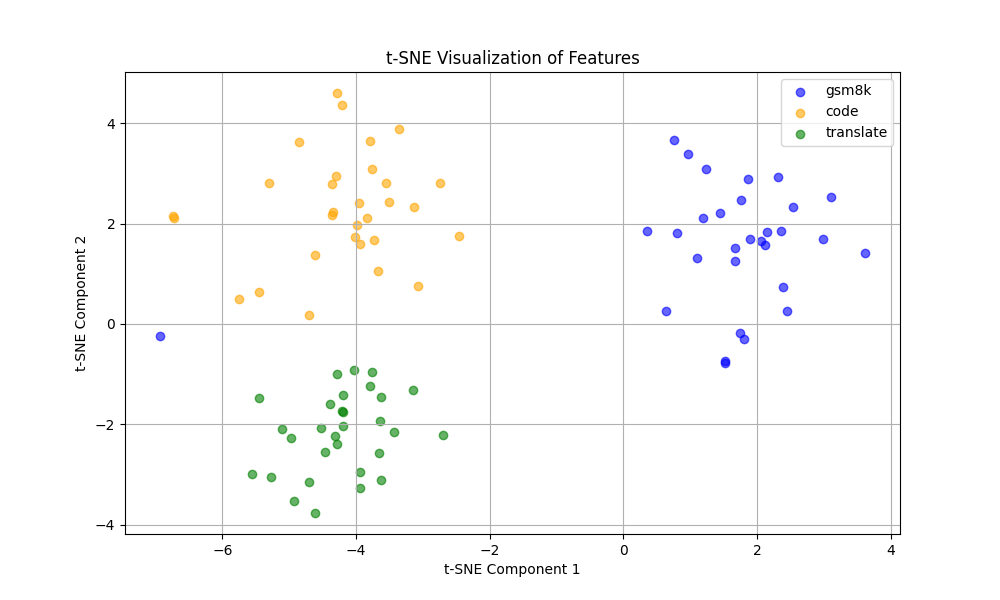 t-SNE Visualization of Features
gsm8k
code
translate
t-SNE Component 2
4
2
0
−2
−4
−6
−4
−2
0
2
4
t-SNE Component 1